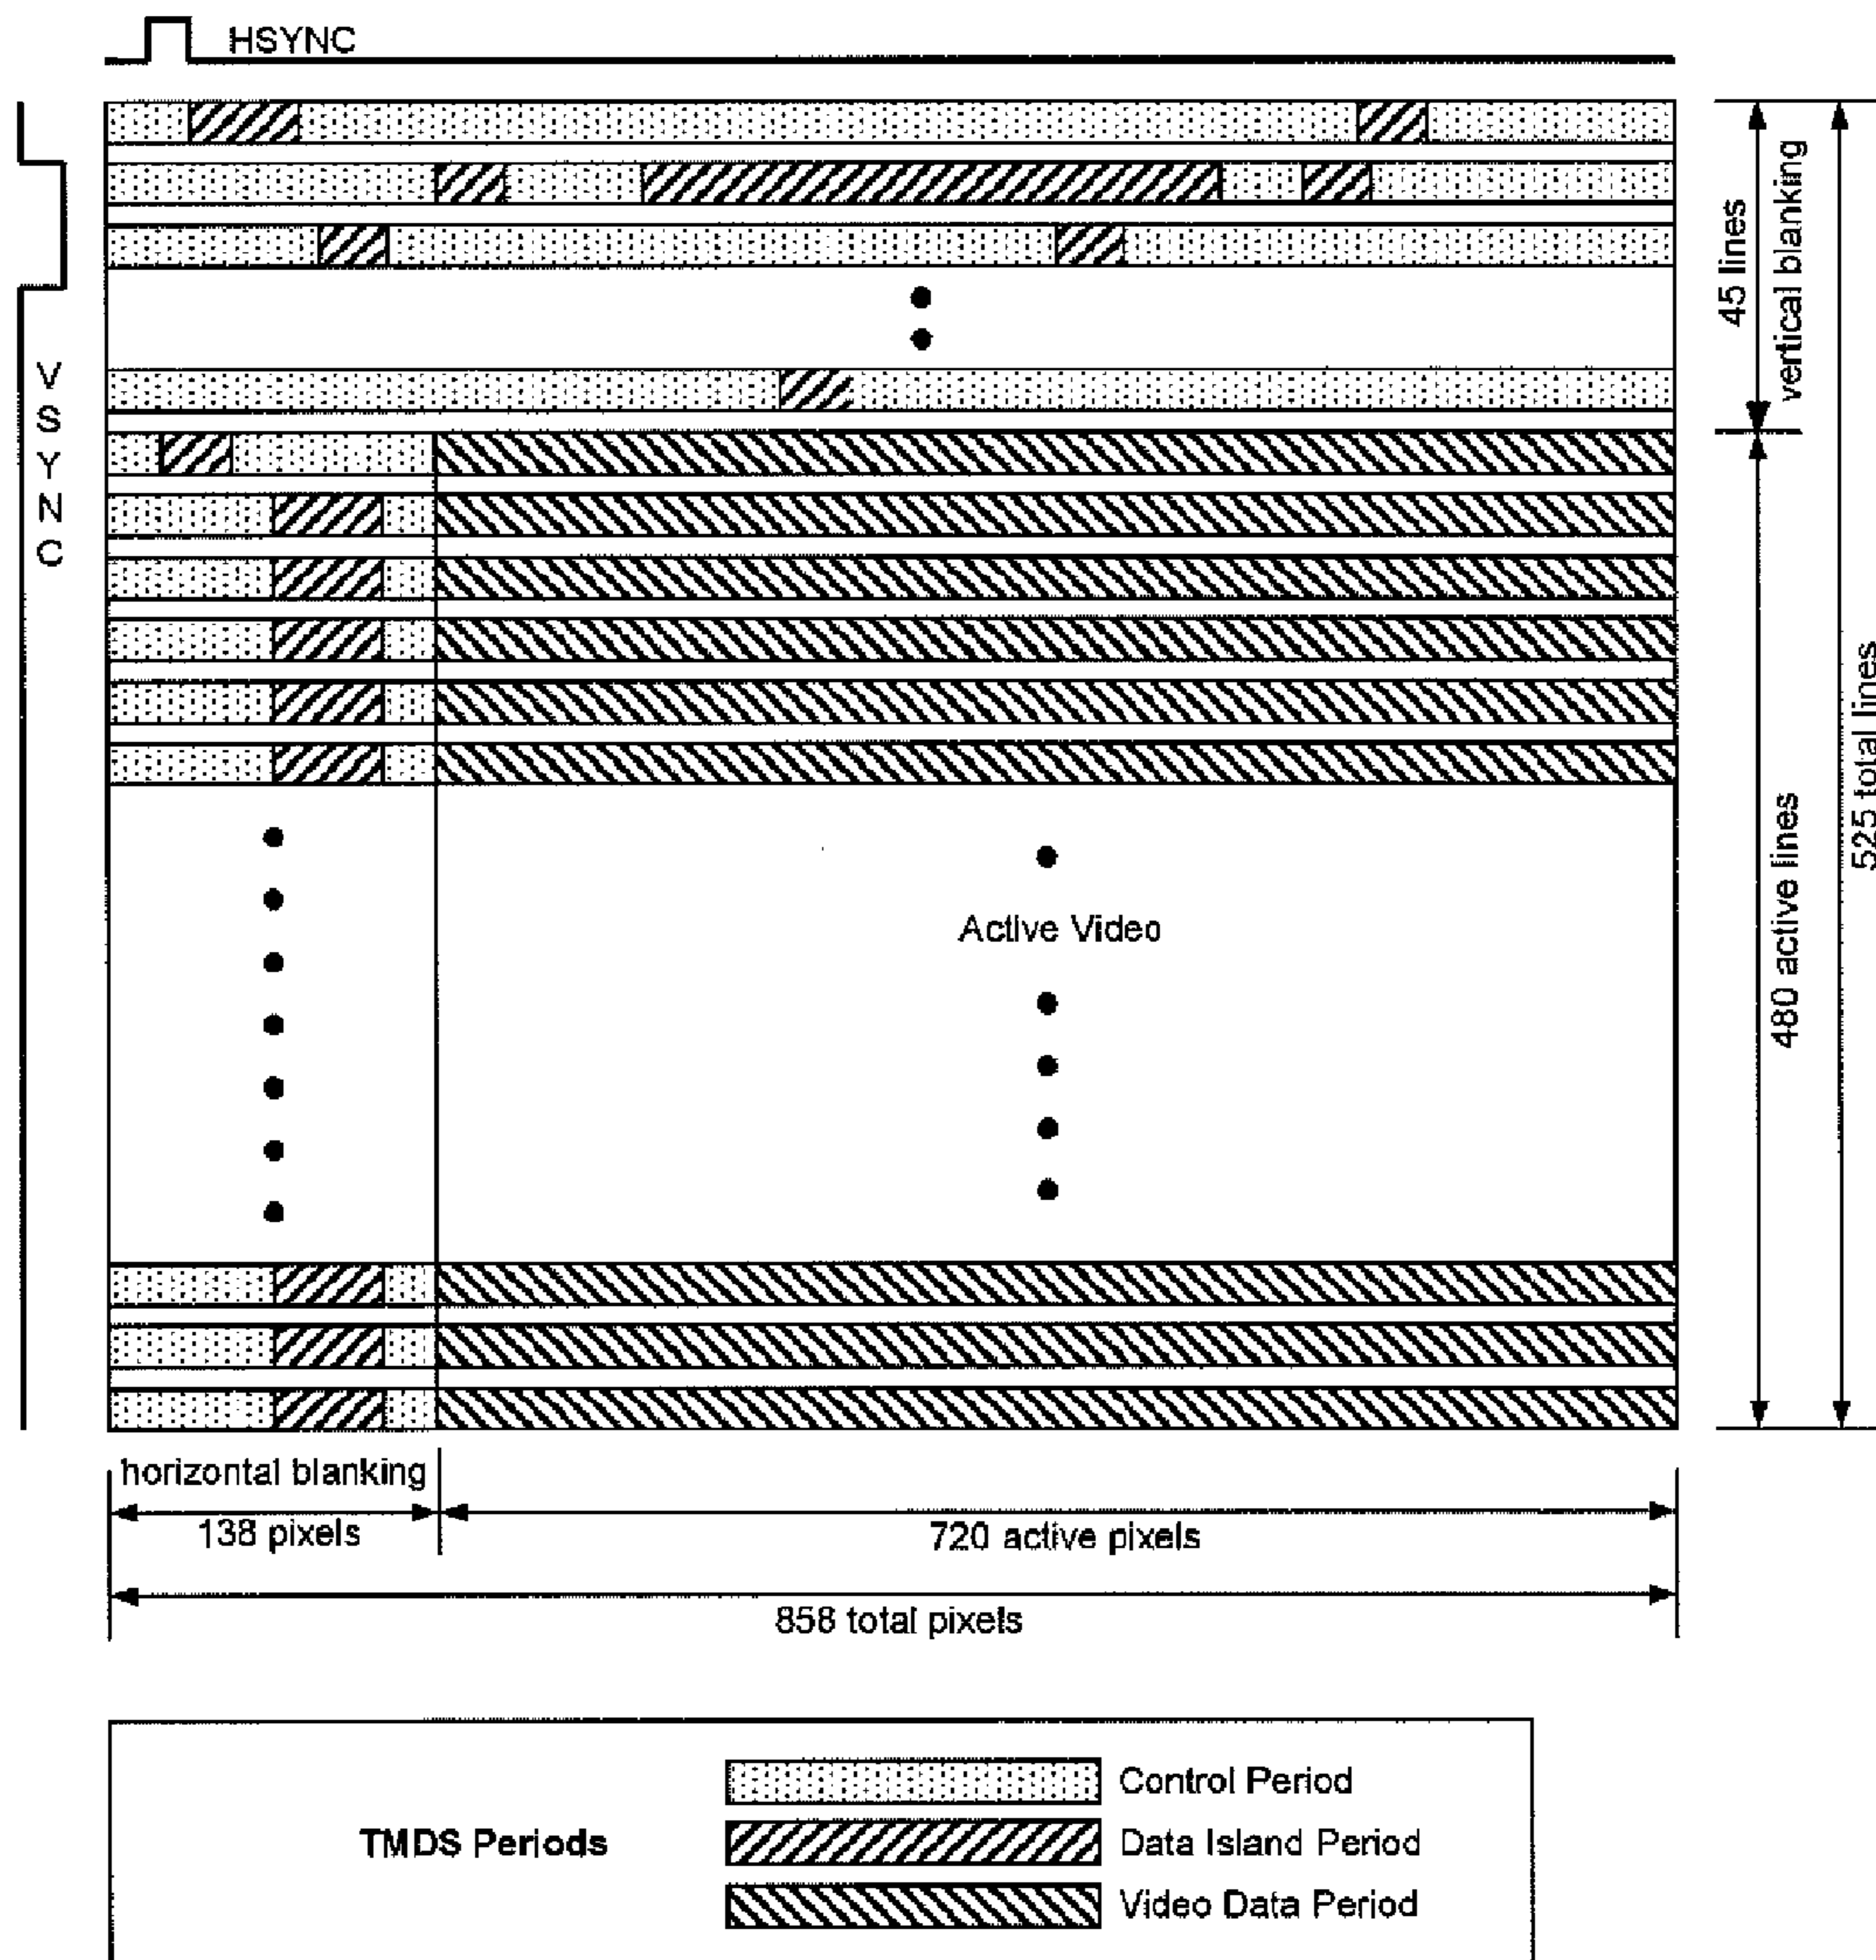 HSYNC
VSYNC
45 lines
vertical blanking
480 active lines
525 total lines
Active Video
horizontal blanking
138 pixels
720 active pixels
858 total pixels
TMDS Periods
Control Period
Data Island Period
Video Data Period